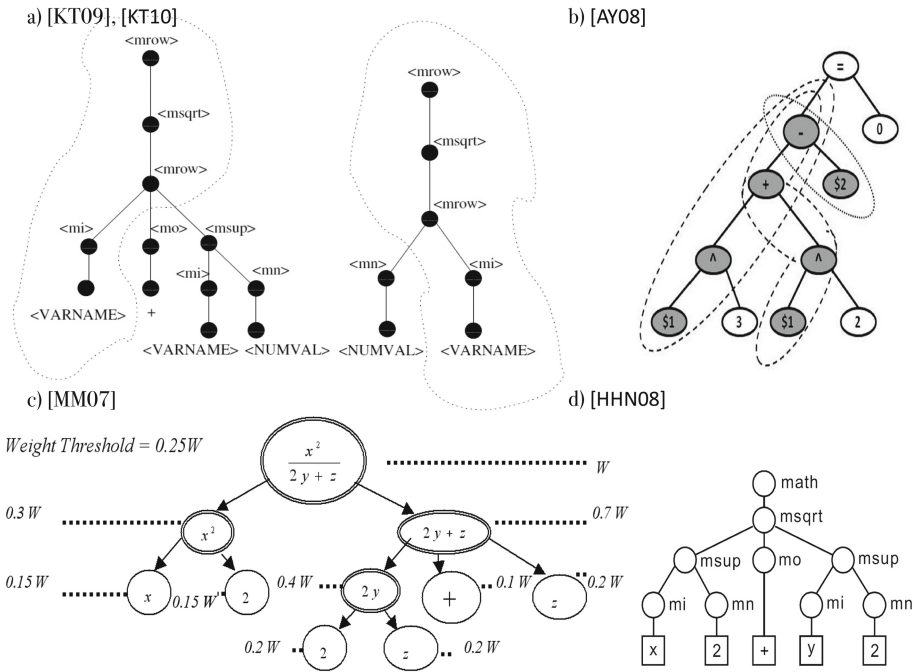 a) [KT09], [KT10]
<mrow>
<msqrt>
<mrow>
<mi>
<mo>
<msup>
<mi>
<mn>
<VARNAME>
+
<VARNAME>
<NUMVAL>
<mrow>
<msqrt>
<mrow>
<mn>
<mi>
<NUMVAL>
<VARNAME>
b) [AY08]
=
-
0
+
$2
^
^
$1
3
$1
2
c) [MM07]
Weight Threshold = 0.25W
x²
2 y + z
W
0.3 W
x²
2 y + z
0.7 W
0.15 W
x
0.15 W
2
0.4 W
2 y
+
0.1 W
z
0.2 W
0.2 W
2
z
0.2 W
d) [HHN08]
math
msqrt
msup
mo
msup
mi
mn
mi
mn
x
2
+
y
2